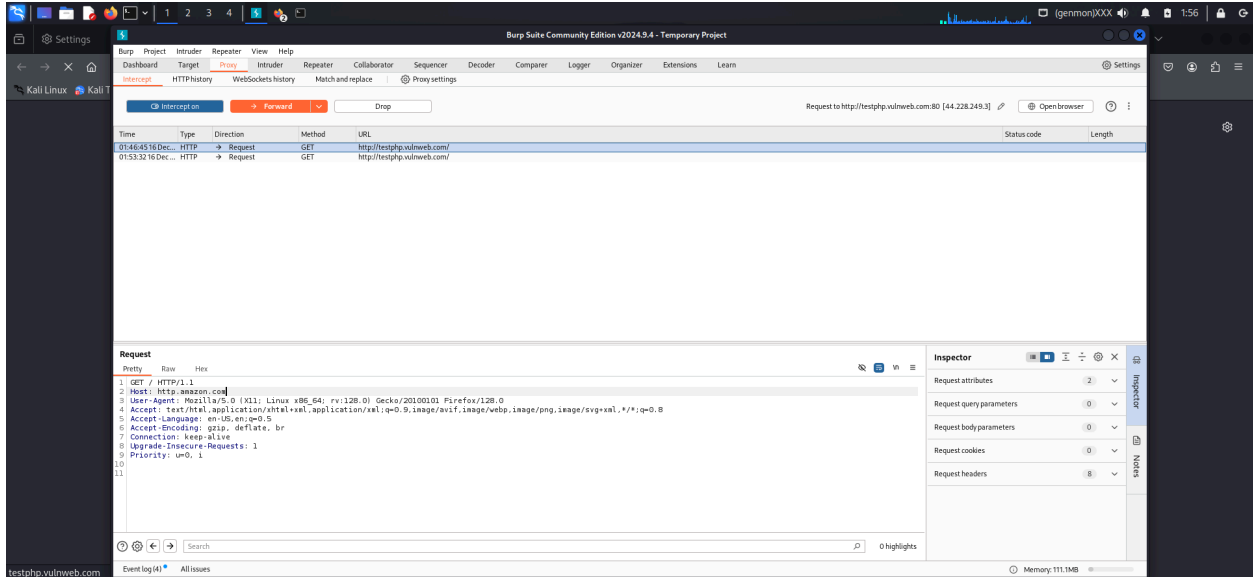 1 2 3 4 (genmon)XXX 1:56
Settings
Kali Linux Kali T
Burp Suite Community Edition v2024.9.4 - Temporary Project
Burp Project Intruder Repeater View Help
Dashboard Target Proxy Intruder Repeater Collaborator Sequencer Decoder Comparer Logger Organizer Extensions Learn Settings
Intercept HTTP history WebSockets history Match and replace Proxy settings
Intercept on Forward Drop Request to http://testphp.vulnweb.com:80 [44.228.249.3] Open browser
Time Type Direction Method URL Status code Length
01:46:45 16 Dec... HTTP → Request GET http://testphp.vulnweb.com/
01:53:32 16 Dec... HTTP → Request GET http://testphp.vulnweb.com/
Request
Pretty Raw Hex \n
1 GET / HTTP/1.1
2 Host: http.amazon.com
3 User-Agent: Mozilla/5.0 (X11; Linux x86_64; rv:128.0) Gecko/20100101 Firefox/128.0
4 Accept: text/html,application/xhtml+xml,application/xml;q=0.9,image/avif,image/webp,image/png,image/svg+xml,*/*;q=0.8
5 Accept-Language: en-US,en;q=0.5
6 Accept-Encoding: gzip, deflate, br
7 Connection: keep-alive
8 Upgrade-Insecure-Requests: 1
9 Priority: u=0, i
10
11
Inspector
Request attributes 2
Request query parameters 0
Request body parameters 0
Request cookies 0
Request headers 8
Inspector
Notes
Search 0 highlights
Event log (4) All issues Memory: 111.1MB
testphp.vulnweb.com